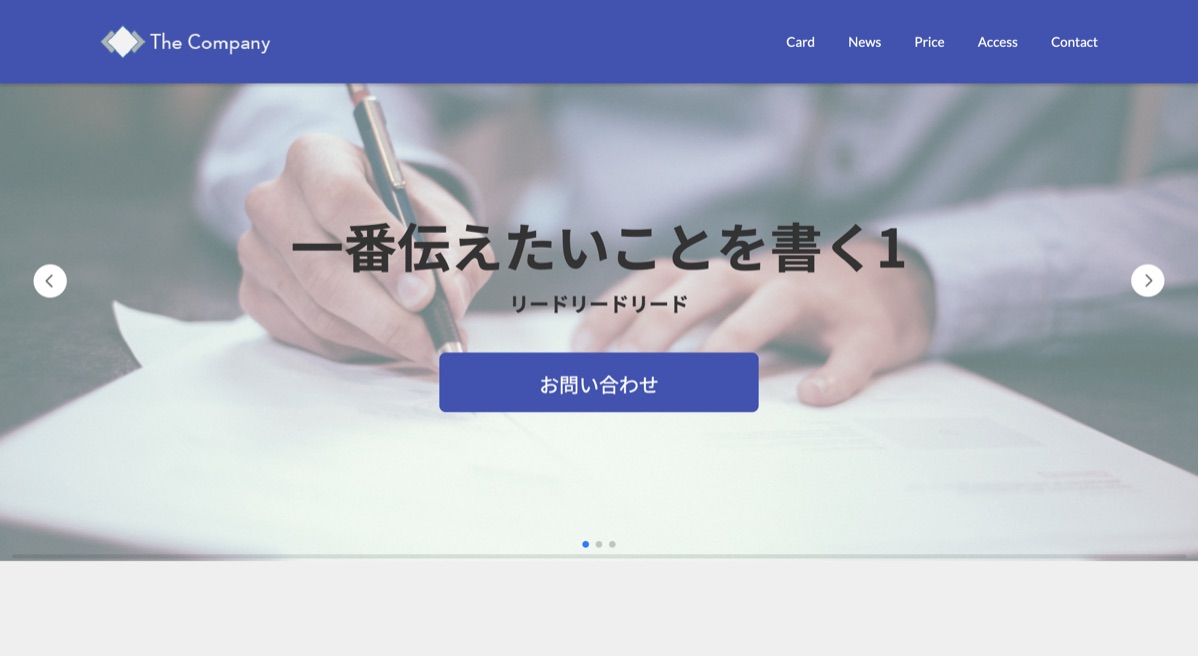 The Company
Card
News
Price
Access
Contact
一番伝えたいことを書く1
リードリードリード
お問い合わせ